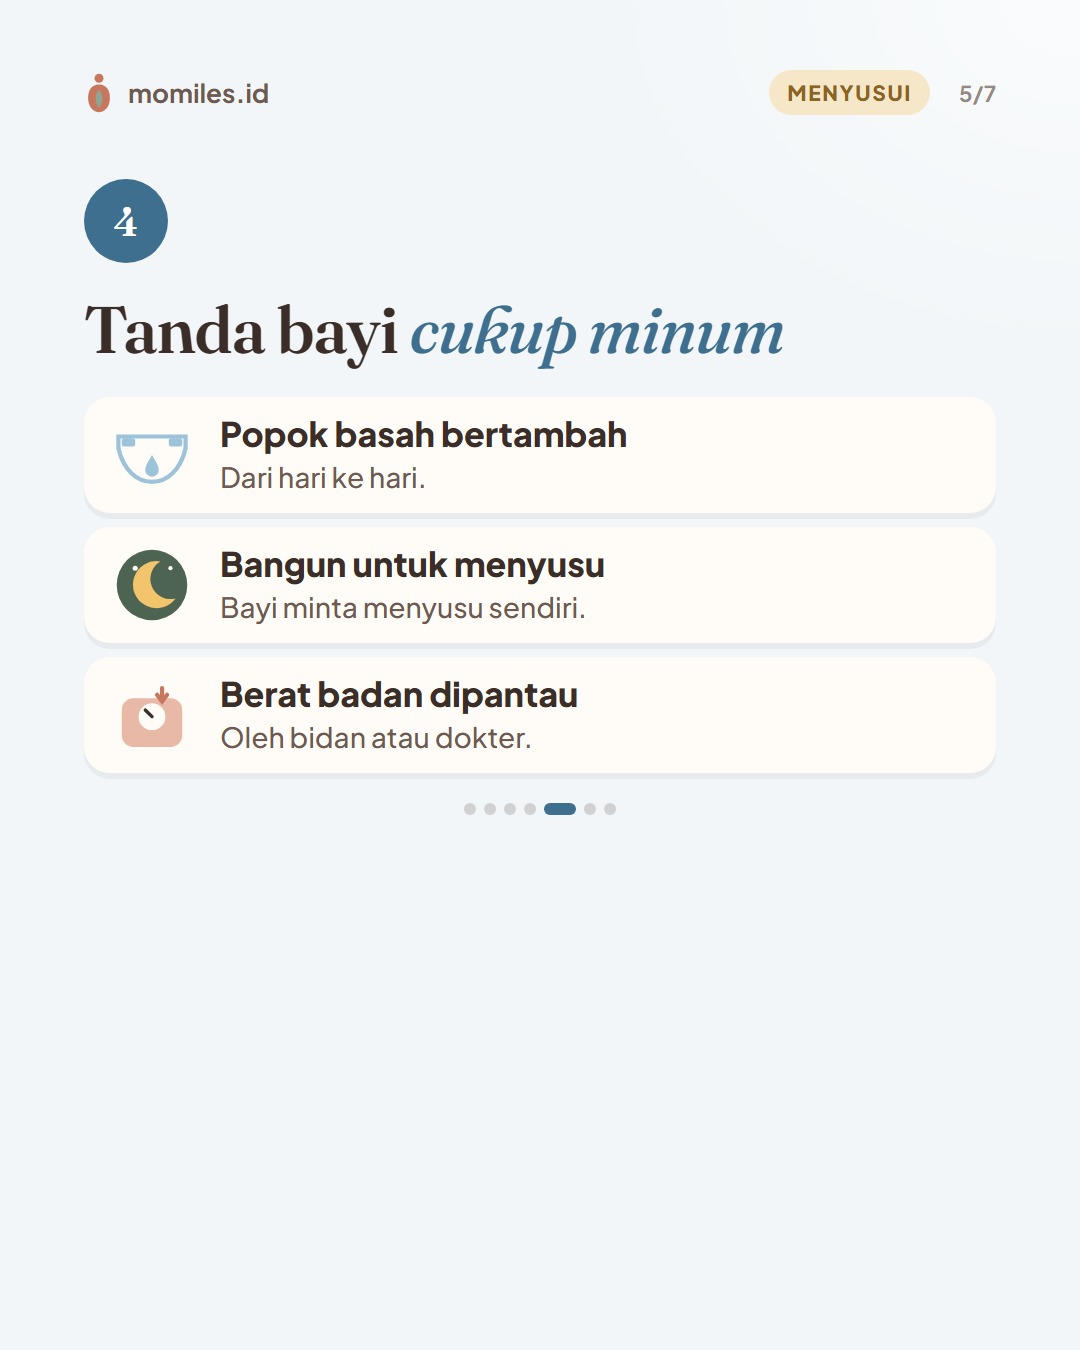 momiles.id
MENYUSUI
5/7
4
Tanda bayi cukup minum
Popok basah bertambah
Dari hari ke hari.
Bangun untuk menyusu
Bayi minta menyusu sendiri.
Berat badan dipantau
Oleh bidan atau dokter.